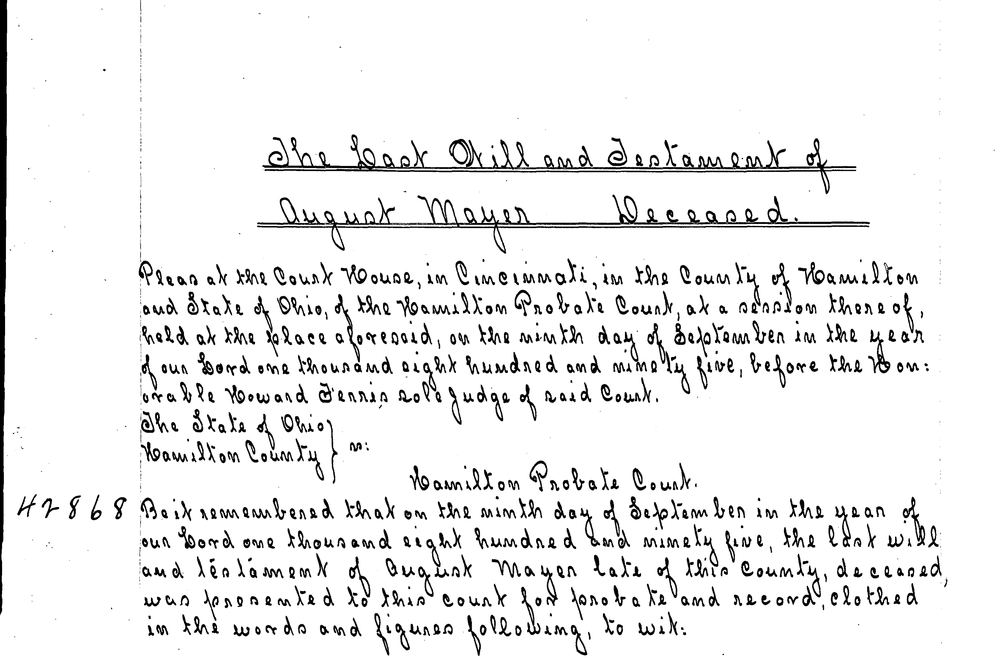 The Last Will and Testament of
August Mayer Deceased.
Pleas at the Court House, in Cincinnati, in the County of Hamilton
and State of Ohio, of the Hamilton Probate Court, at a session there of,
held at the place aforesaid, on the ninth day of September in the year
of our Lord one thousand eight hundred and ninety five, before the Hon:
orable Howard Ferris sole Judge of said Court.
The State of Ohio }
Hamilton County } ss:
Hamilton Probate Court.
42868 Be it remembered that on the ninth day of September in the year of
our Lord one thousand eight hundred and ninety five, the last will
and testament of August Mayer late of this county, deceased,
was presented to this court for probate and record, clothed
in the words and figures following, to wit: